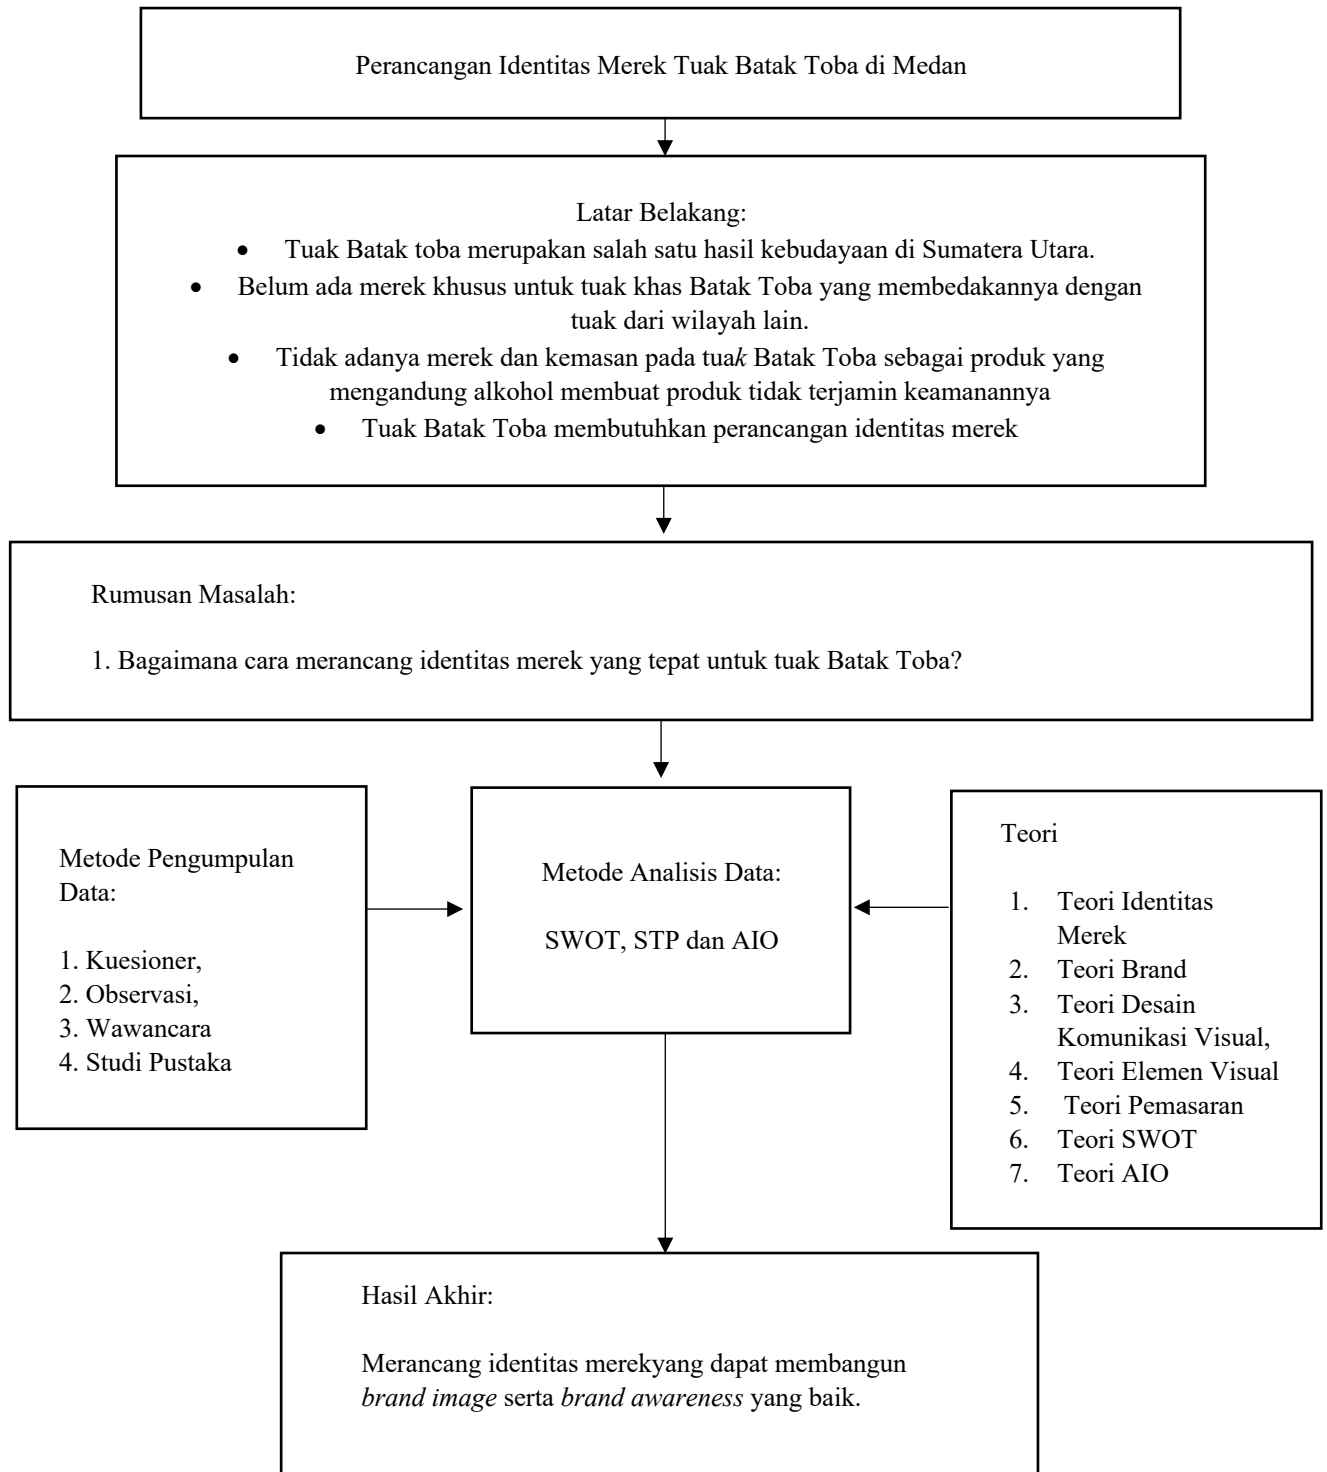 Perancangan Identitas Merek Tuak Batak Toba di Medan
Latar Belakang:
• Tuak Batak toba merupakan salah satu hasil kebudayaan di Sumatera Utara.
• Belum ada merek khusus untuk tuak khas Batak Toba yang membedakannya dengan
tuak dari wilayah lain.
• Tidak adanya merek dan kemasan pada tuak Batak Toba sebagai produk yang
mengandung alkohol membuat produk tidak terjamin keamanannya
• Tuak Batak Toba membutuhkan perancangan identitas merek
Rumusan Masalah:
1. Bagaimana cara merancang identitas merek yang tepat untuk tuak Batak Toba?
Metode Pengumpulan
Data:
1. Kuesioner,
2. Observasi,
3. Wawancara
4. Studi Pustaka
Metode Analisis Data:
SWOT, STP dan AIO
Teori
1. Teori Identitas
Merek
2. Teori Brand
3. Teori Desain
Komunikasi Visual,
4. Teori Elemen Visual
5. Teori Pemasaran
6. Teori SWOT
7. Teori AIO
Hasil Akhir:
Merancang identitas merekyang dapat membangun
brand image serta brand awareness yang baik.